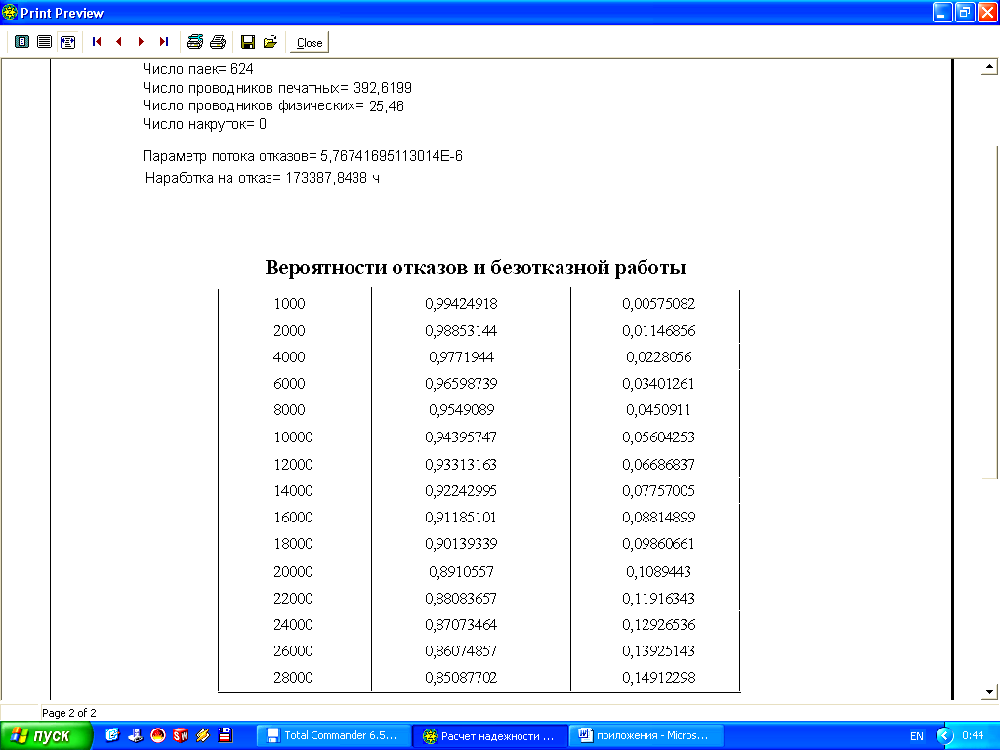 Print Preview
Close
Число паек= 624
Число проводников печатных= 392,6199
Число проводников физических= 25,46
Число накруток= 0
Параметр потока отказов= 5,76741695113014E-6
Наработка на отказ= 173387,8438 ч
Вероятности отказов и безотказной работы
1000 0,99424918 0,00575082
2000 0,98853144 0,01146856
4000 0,9771944 0,0228056
6000 0,96598739 0,03401261
8000 0,9549089 0,0450911
10000 0,94395747 0,05604253
12000 0,93313163 0,06686837
14000 0,92242995 0,07757005
16000 0,91185101 0,08814899
18000 0,90139339 0,09860661
20000 0,8910557 0,1089443
22000 0,88083657 0,11916343
24000 0,87073464 0,12926536
26000 0,86074857 0,13925143
28000 0,85087702 0,14912298
Page 2 of 2
пуск Total Commander 6.5... Расчет надежности ... приложения - Micros... EN 0:44